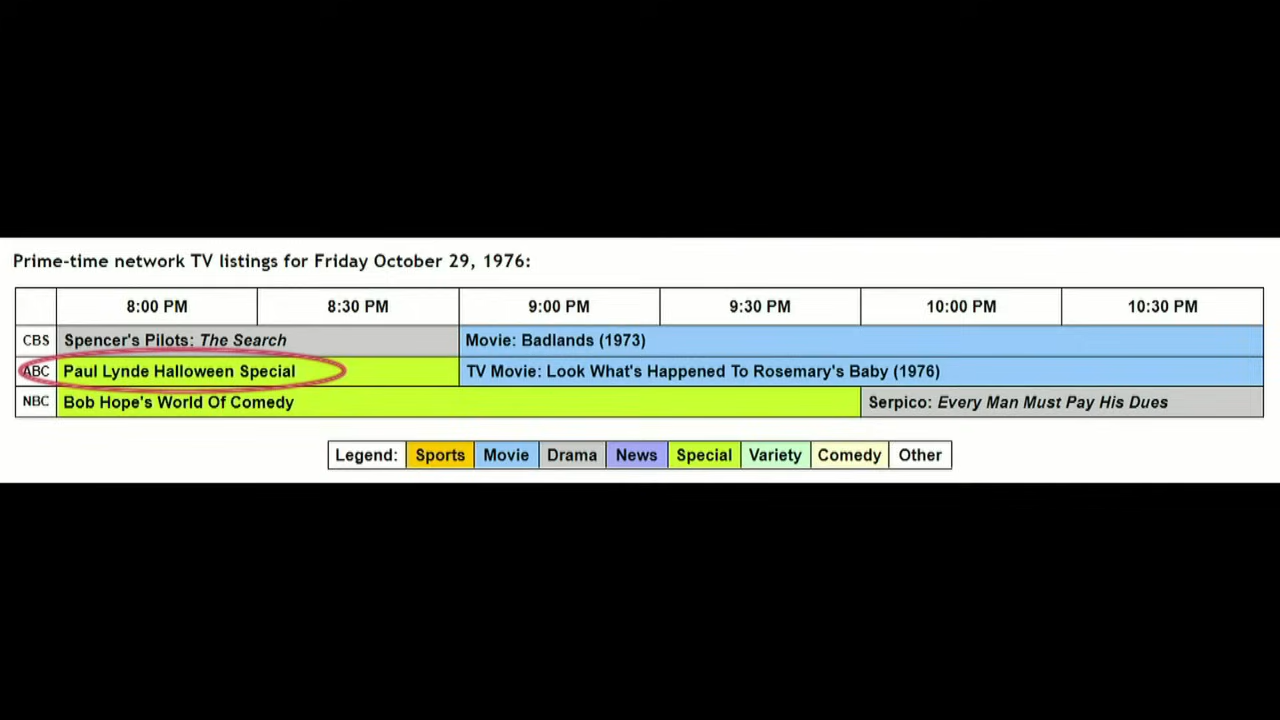 Prime-time network TV listings for Friday October 29, 1976:
8:00 PM 8:30 PM 9:00 PM 9:30 PM 10:00 PM 10:30 PM
CBS Spencer's Pilots: The Search Movie: Badlands (1973)
ABC Paul Lynde Halloween Special TV Movie: Look What's Happened To Rosemary's Baby (1976)
NBC Bob Hope's World Of Comedy Serpico: Every Man Must Pay His Dues
Legend: Sports Movie Drama News Special Variety Comedy Other